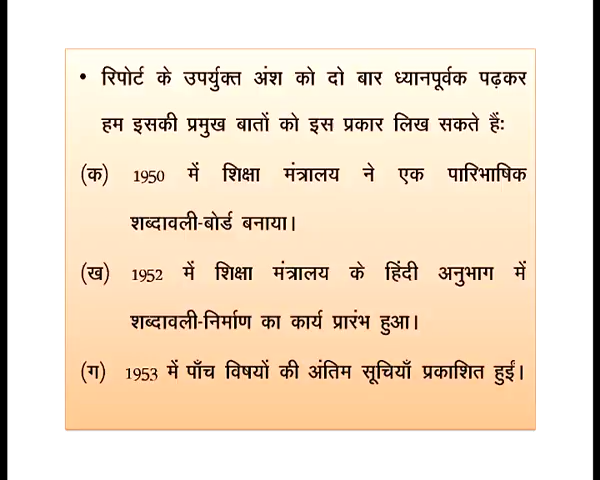 • रिपोर्ट के उपर्युक्त अंश को दो बार ध्यानपूर्वक पढ़कर
हम इसकी प्रमुख बातों को इस प्रकार लिख सकते हैं:
(क) 1950 में शिक्षा मंत्रालय ने एक पारिभाषिक
शब्दावली-बोर्ड बनाया।
(ख) 1952 में शिक्षा मंत्रालय के हिंदी अनुभाग में
शब्दावली-निर्माण का कार्य प्रारंभ हुआ।
(ग) 1953 में पाँच विषयों की अंतिम सूचियाँ प्रकाशित हुईं।